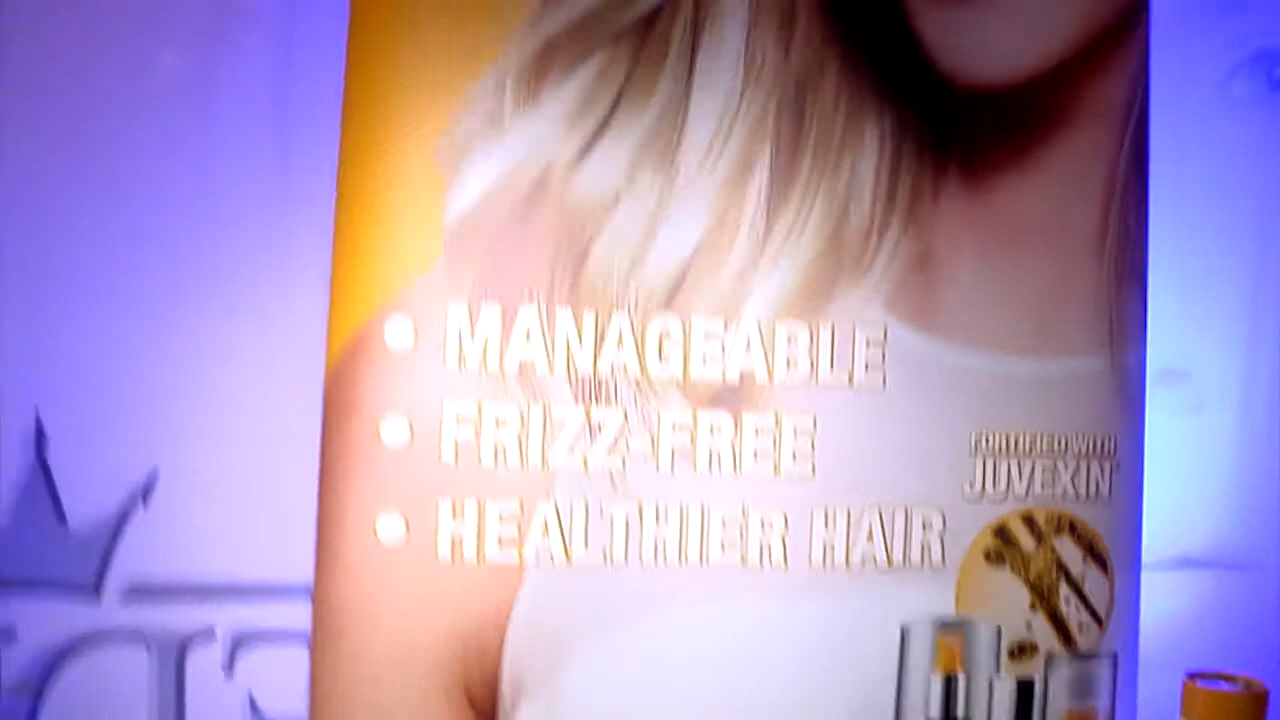 • MANAGEABLE
• FRIZZ-FREE
• HEALTHIER HAIR
FORTIFIED WITH
JUVEXIN